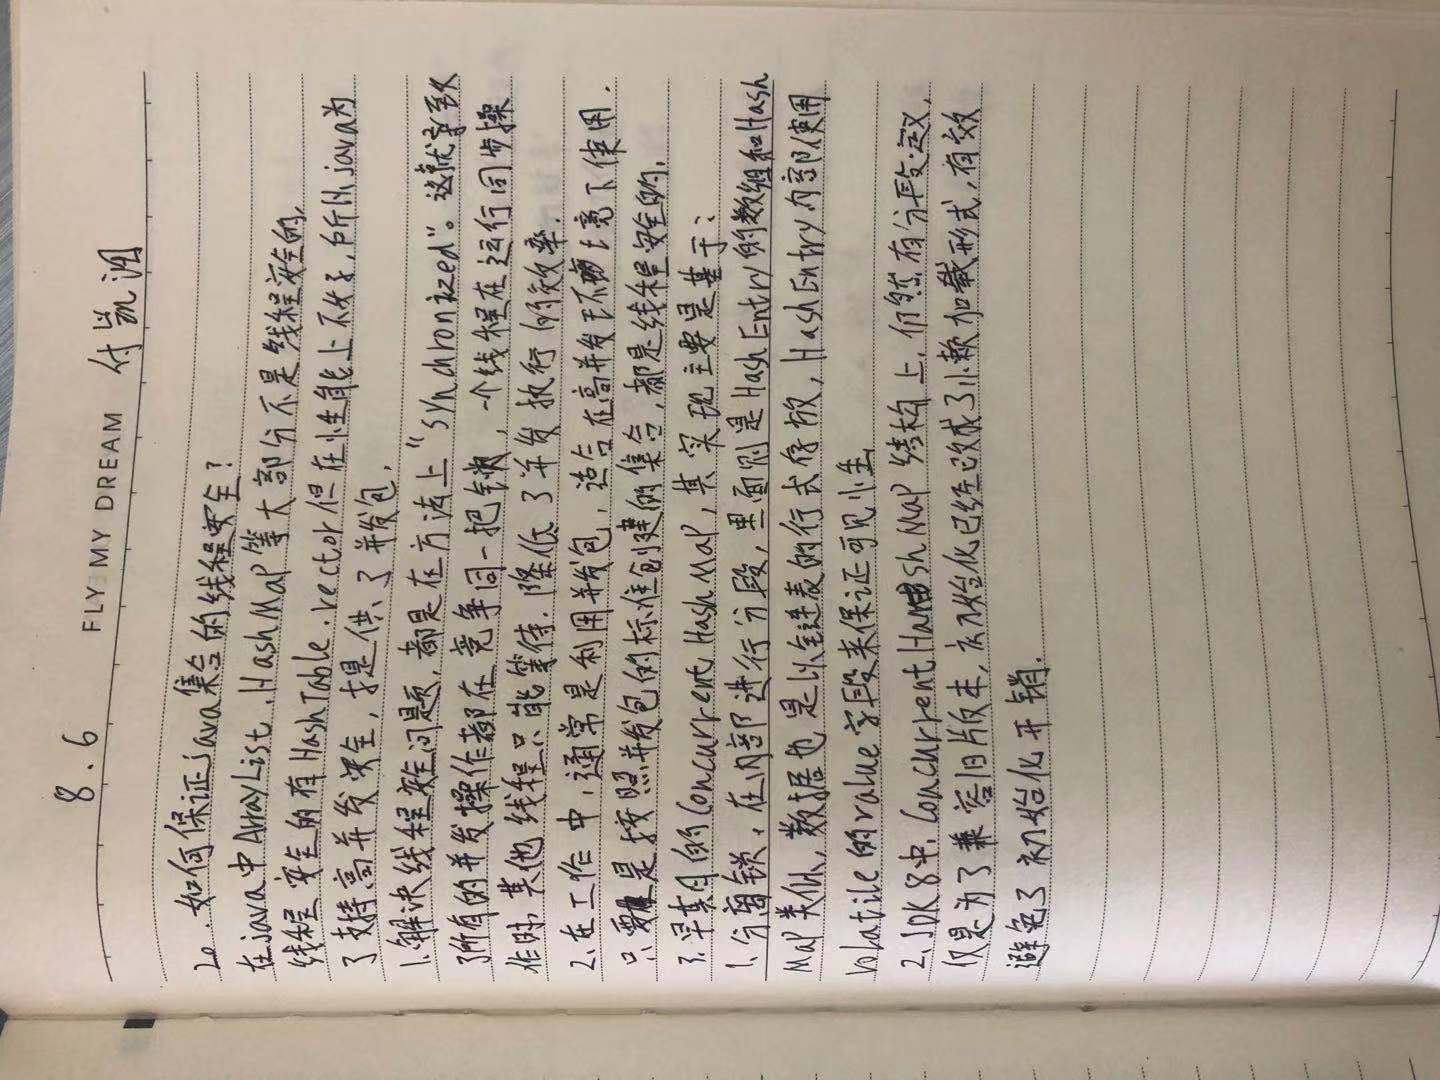 8.6
FLY MY DREAM 付凯
20.如何保证java集合的线程安全?
在java中ArrayList、HashMap等大部分不是线程安全的,
线程安全的有HashTable.vector但在性能上不太好,所以java为
了支持高并发安全,提供了并发包.
1.解决线程安全问题,都是在方法上"synchronized"。这就导致
了所有的并发操作都在竞争同一把锁,一个线程在运行同步操
作时,其他线程只能等待.降低了并发执行的效率.
2、在工作中,通常是利用并发包,适合在高并发环境下使用.
只要是按照并发包的标准创建的集合,都是线程安全的,
3、早期的ConcurrentHashMap,其实现主要是基于:
1、分离锁、在内部进行分段,里面则是HashEntry的数组和Hash
Map类似,数据也是以链表的行式存放,HashEntry内部使用
volatile的value字段来保证可见性
2、JDK8中,ConcurrentHashMap结构上,仍然有分段定义,
仅是为了兼容旧版本,初始化已经改成了懒加载形式,有效
避免了初始化开销.